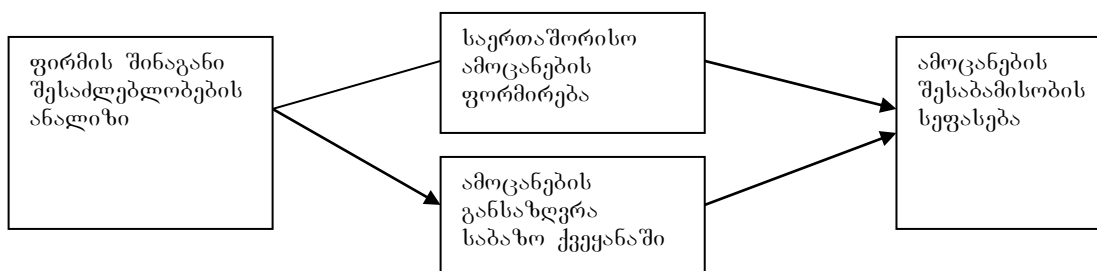 ფირმის შინაგანი
შესაძლებლობების
ანალიზი
საერთაშორისო
ამოცანების
ფორმირება
ამოცანების
განსაზღვრა
საბაზო ქვეყანაში
ამოცანების
შესაბამისობის
სეფასება